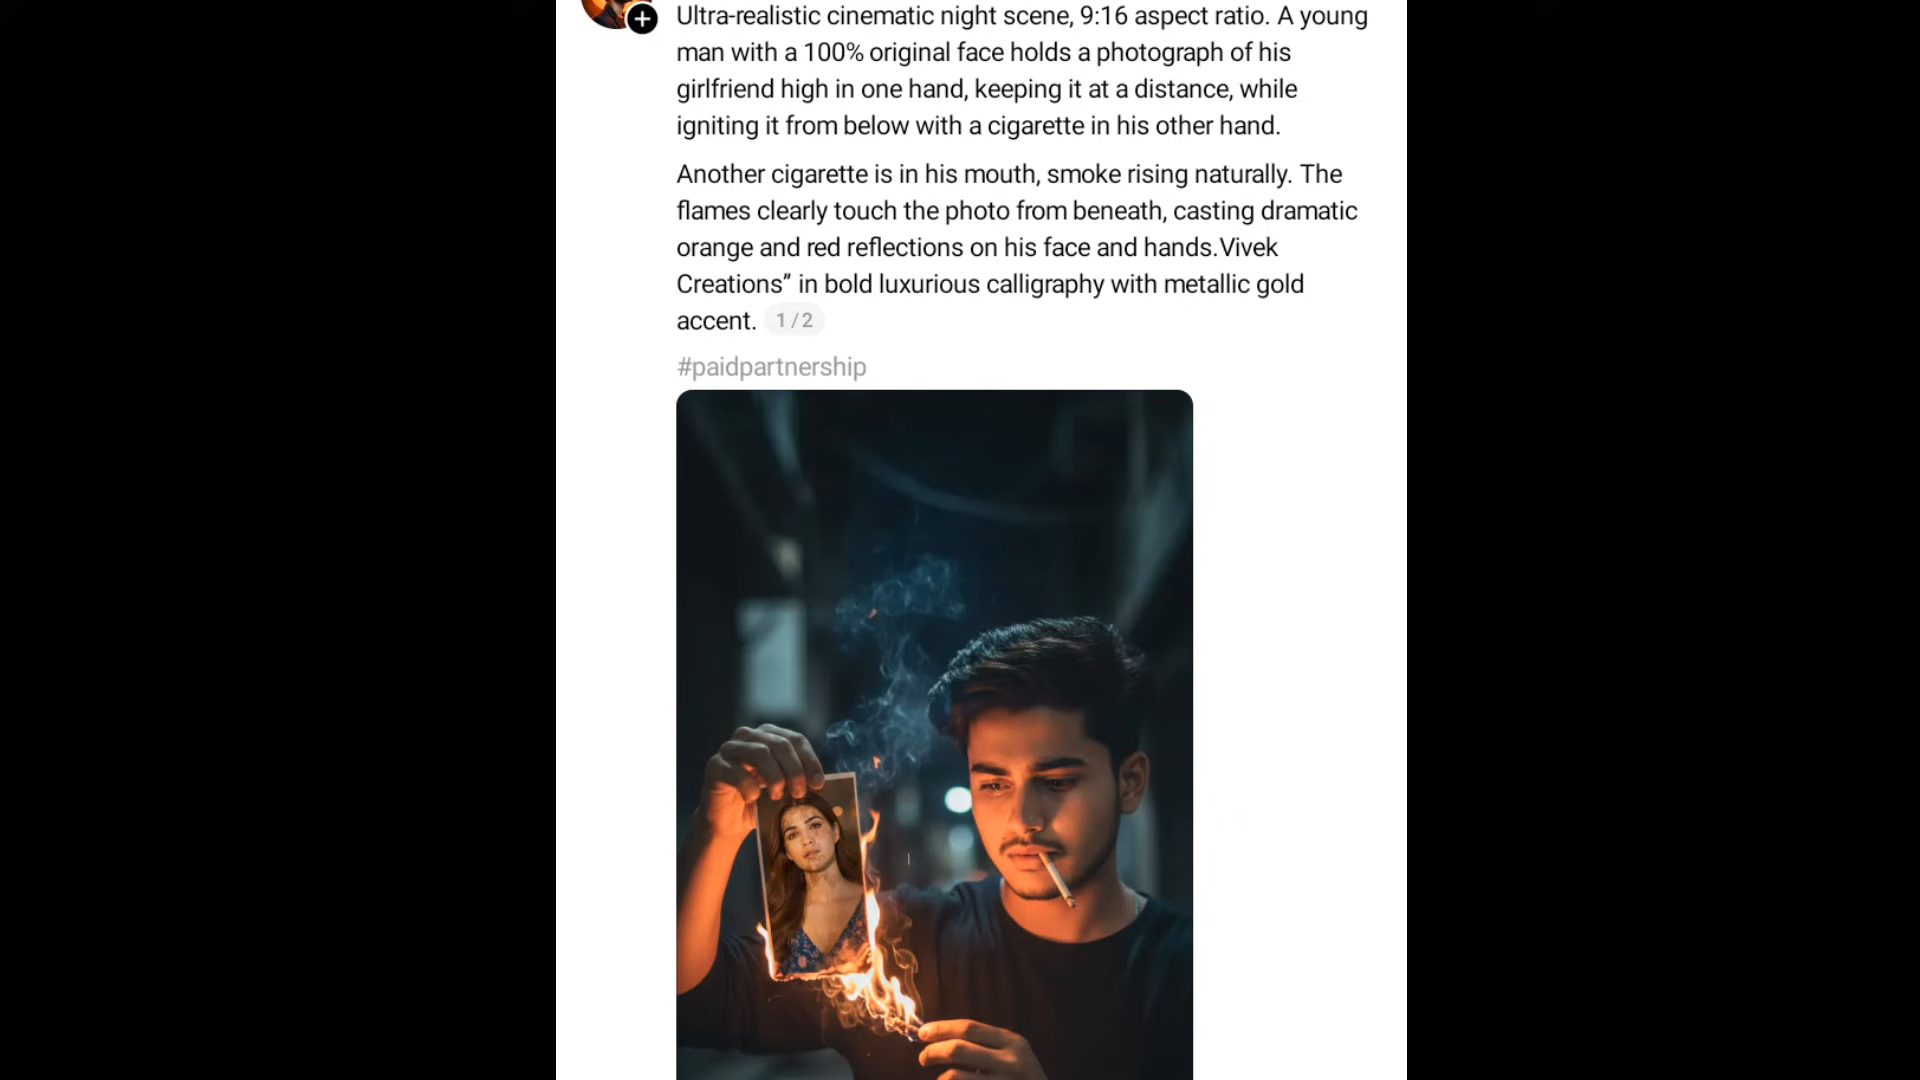 Ultra-realistic cinematic night scene, 9:16 aspect ratio. A young
man with a 100% original face holds a photograph of his
girlfriend high in one hand, keeping it at a distance, while
igniting it from below with a cigarette in his other hand.
Another cigarette is in his mouth, smoke rising naturally. The
flames clearly touch the photo from beneath, casting dramatic
orange and red reflections on his face and hands.Vivek
Creations” in bold luxurious calligraphy with metallic gold
accent. 1/2
#paidpartnership